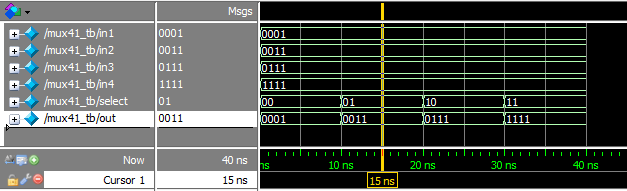 Msgs
/mux41_tb/in1 0001 0001
/mux41_tb/in2 0011 0011
/mux41_tb/in3 0111 0111
/mux41_tb/in4 1111 1111
/mux41_tb/select 01 00 01 10 11
/mux41_tb/out 0011 0001 0011 0111 1111
Now 40 ns ns 10 ns 20 ns 30 ns 40 ns
Cursor 1 15 ns 15 ns